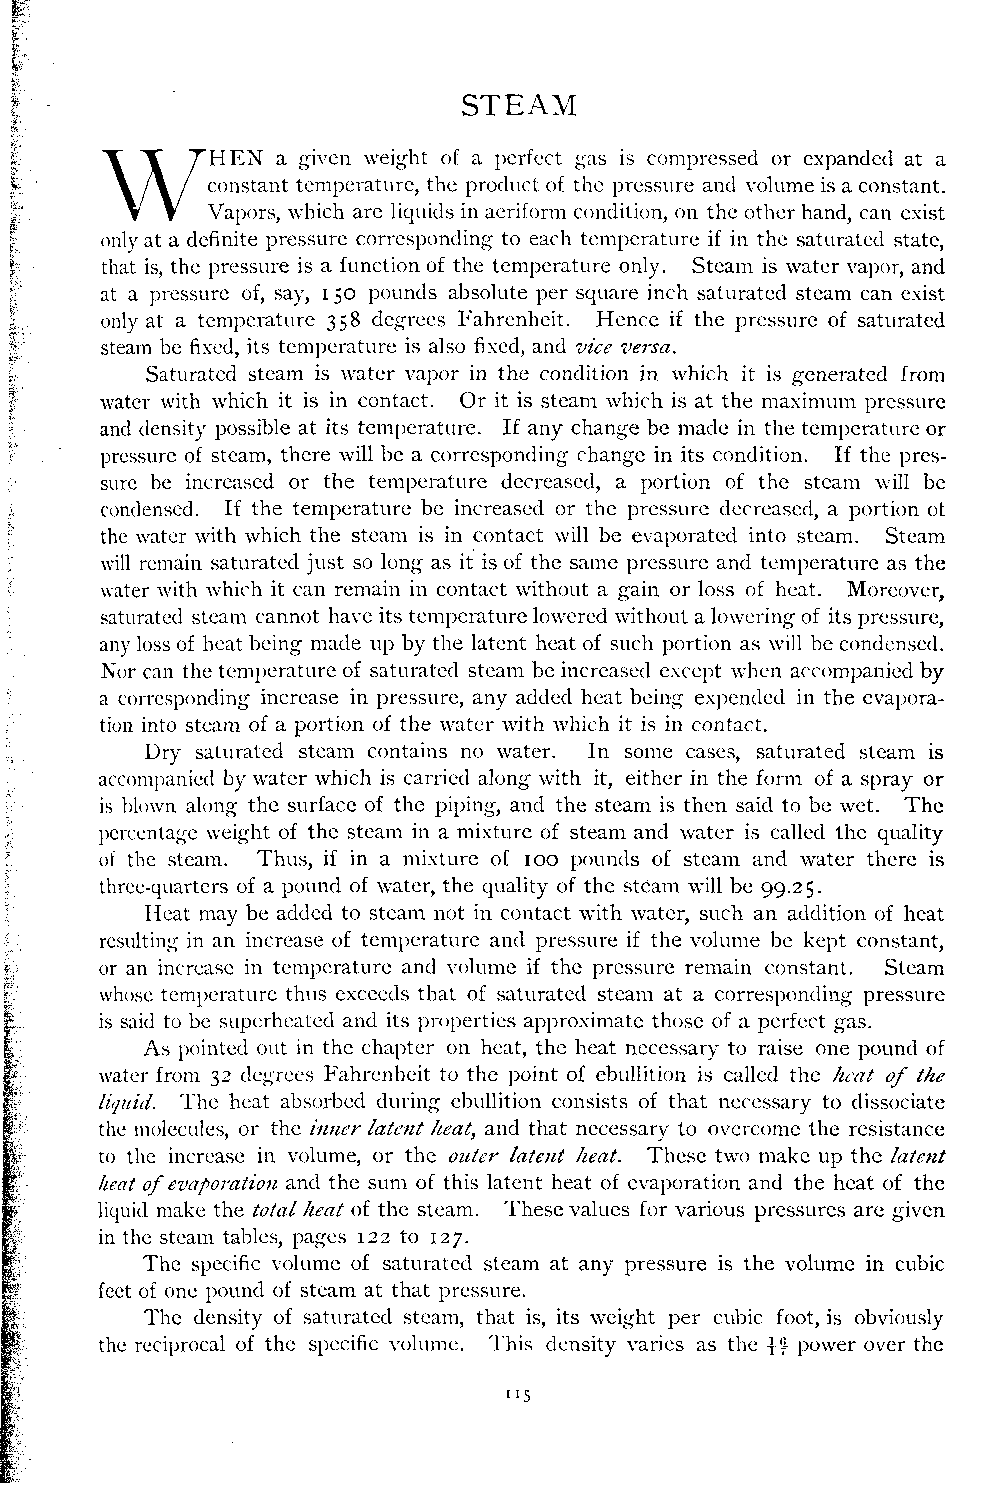 STEAM
WHEN a given weight of a perfect gas is compressed or expanded at a
constant temperature, the product of the pressure and volume is a constant.
Vapors, which are liquids in aeriform condition, on the other hand, can exist
only at a definite pressure corresponding to each temperature if in the saturated state,
that is, the pressure is a function of the temperature only. Steam is water vapor, and
at a pressure of, say, 150 pounds absolute per square inch saturated steam can exist
only at a temperature 358 degrees Fahrenheit. Hence if the pressure of saturated
steam be fixed, its temperature is also fixed, and vice versa.
Saturated steam is water vapor in the condition in which it is generated from
water with which it is in contact. Or it is steam which is at the maximum pressure
and density possible at its temperature. If any change be made in the temperature or
pressure of steam, there will be a corresponding change in its condition. If the pres-
sure be increased or the temperature decreased, a portion of the steam will be
condensed. If the temperature be increased or the pressure decreased, a portion of
the water with which the steam is in contact will be evaporated into steam. Steam
will remain saturated just so long as it is of the same pressure and temperature as the
water with which it can remain in contact without a gain or loss of heat. Moreover,
saturated steam cannot have its temperature lowered without a lowering of its pressure,
any loss of heat being made up by the latent heat of such portion as will be condensed.
Nor can the temperature of saturated steam be increased except when accompanied by
a corresponding increase in pressure, any added heat being expended in the evapora-
tion into steam of a portion of the water with which it is in contact.
Dry saturated steam contains no water. In some cases, saturated steam is
accompanied by water which is carried along with it, either in the form of a spray or
is blown along the surface of the piping, and the steam is then said to be wet. The
percentage weight of the steam in a mixture of steam and water is called the quality
of the steam. Thus, if in a mixture of 100 pounds of steam and water there is
three-quarters of a pound of water, the quality of the steam will be 99.25.
Heat may be added to steam not in contact with water, such an addition of heat
resulting in an increase of temperature and pressure if the volume be kept constant,
or an increase in temperature and volume if the pressure remain constant. Steam
whose temperature thus exceeds that of saturated steam at a corresponding pressure
is said to be superheated and its properties approximate those of a perfect gas.
As pointed out in the chapter on heat, the heat necessary to raise one pound of
water from 32 degrees Fahrenheit to the point of ebullition is called the heat of the
liquid. The heat absorbed during ebullition consists of that necessary to dissociate
the molecules, or the inner latent heat, and that necessary to overcome the resistance
to the increase in volume, or the outer latent heat. These two make up the latent
heat of evaporation and the sum of this latent heat of evaporation and the heat of the
liquid make the total heat of the steam. These values for various pressures are given
in the steam tables, pages 122 to 127.
The specific volume of saturated steam at any pressure is the volume in cubic
feet of one pound of steam at that pressure.
The density of saturated steam, that is, its weight per cubic foot, is obviously
the reciprocal of the specific volume. This density varies as the 16/17 power over the
115